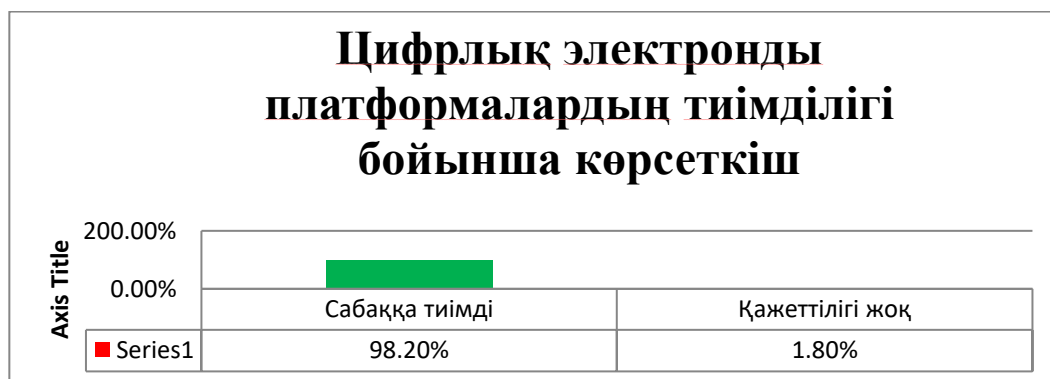 Цифрлық электронды
платформалардың тиімділігі
бойынша көрсеткіш
Axis Title
200.00%
0.00%
Сабаққа тиімді
Қажеттілігі жоқ
Series1
98.20%
1.80%